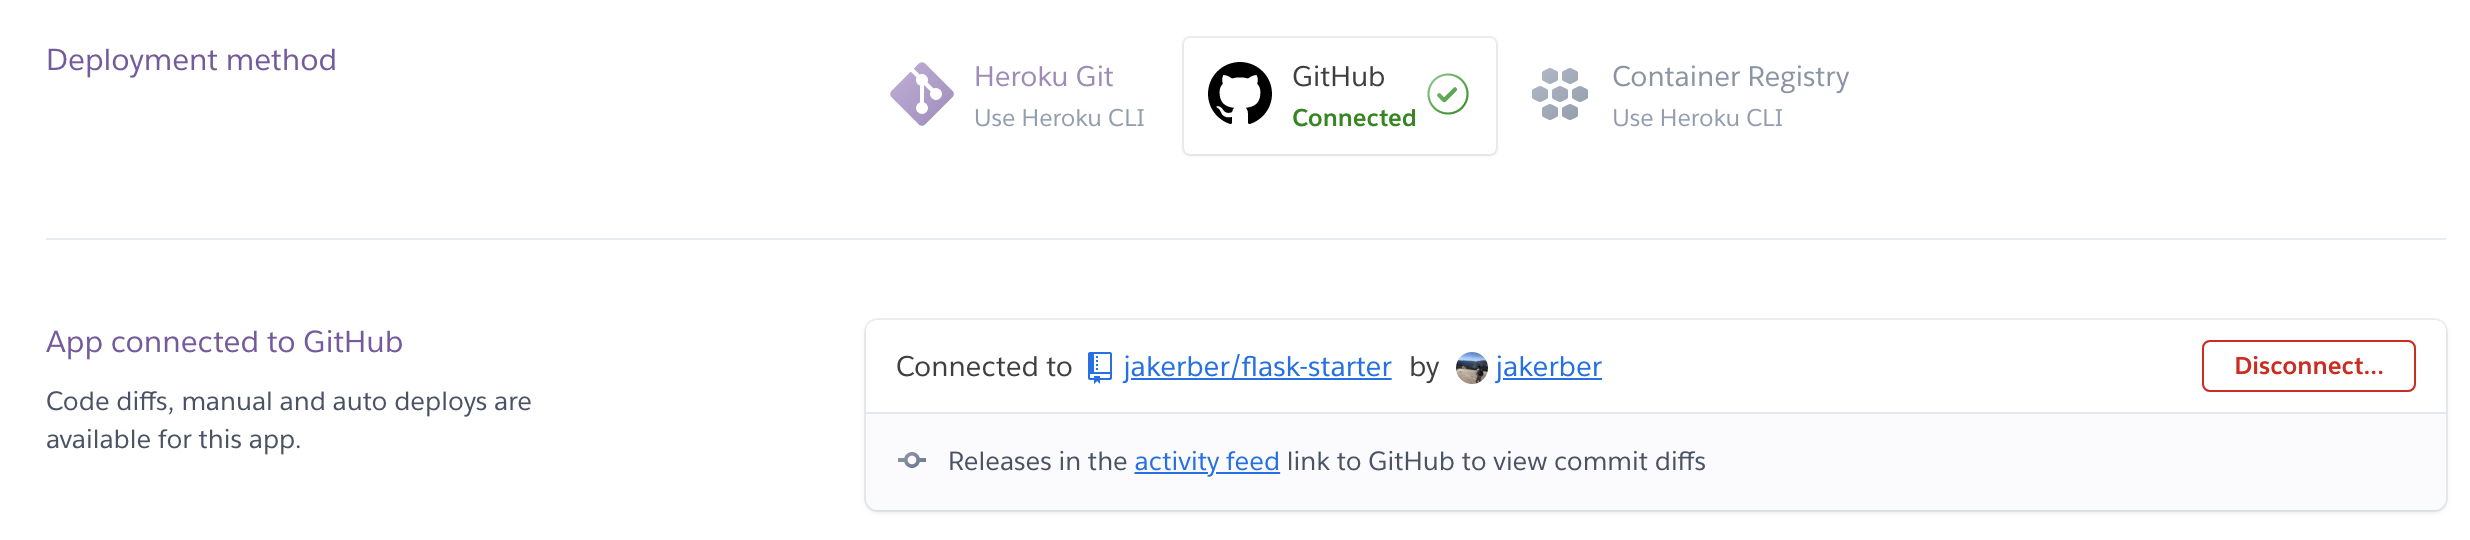 Deployment method
Heroku Git
Use Heroku CLI
GitHub
Connected
Container Registry
Use Heroku CLI
App connected to GitHub
Code diffs, manual and auto deploys are
available for this app.
Connected to jakerber/flask-starter by jakerber
Disconnect...
Releases in the activity feed link to GitHub to view commit diffs